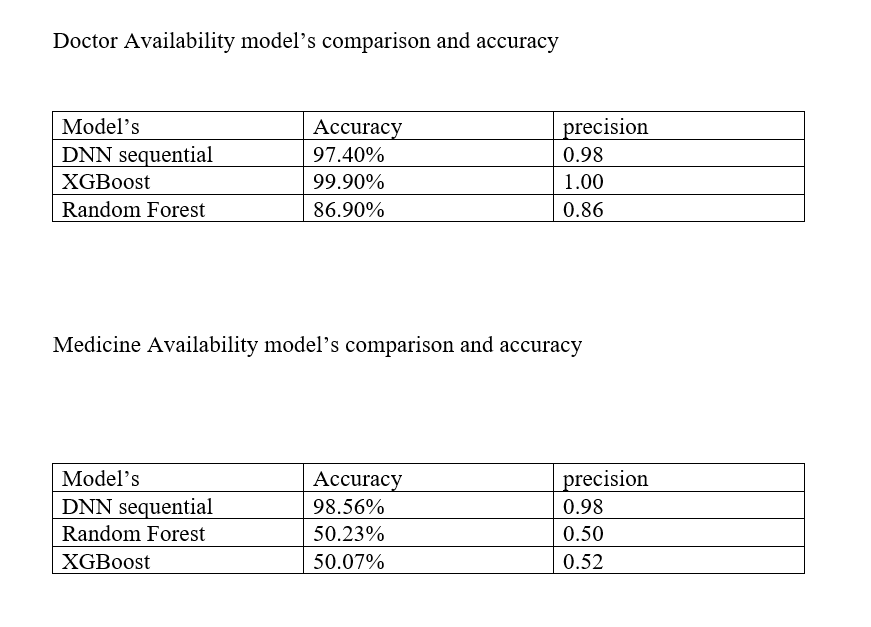 Doctor Availability model’s comparison and accuracy
Model’s Accuracy precision
DNN sequential 97.40% 0.98
XGBoost 99.90% 1.00
Random Forest 86.90% 0.86
Medicine Availability model’s comparison and accuracy
Model’s Accuracy precision
DNN sequential 98.56% 0.98
Random Forest 50.23% 0.50
XGBoost 50.07% 0.52